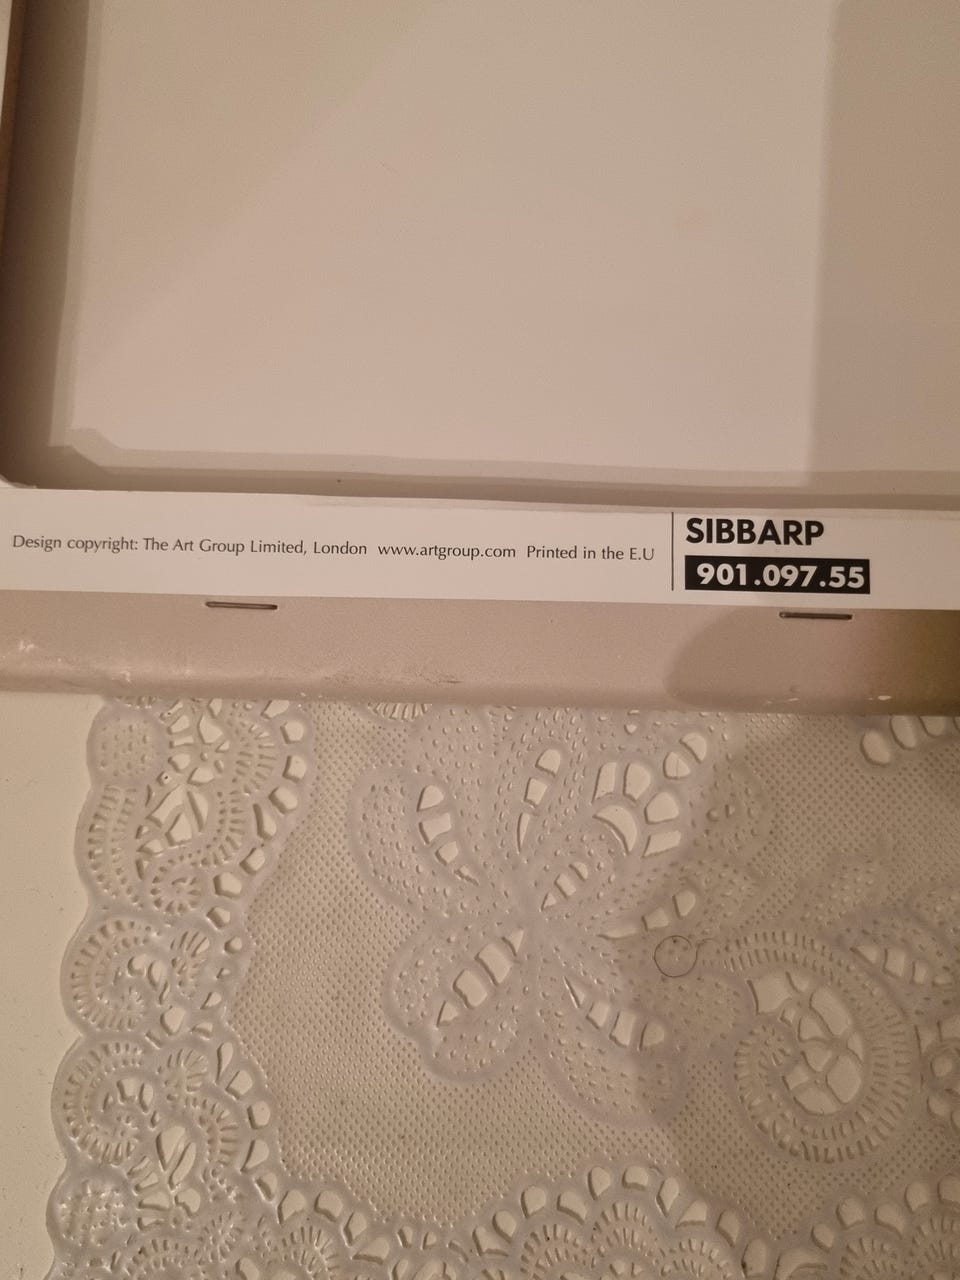 Design copyright: The Art Group Limited, London www.artgroup.com Printed in the E.U
SIBBARP
901.097.55